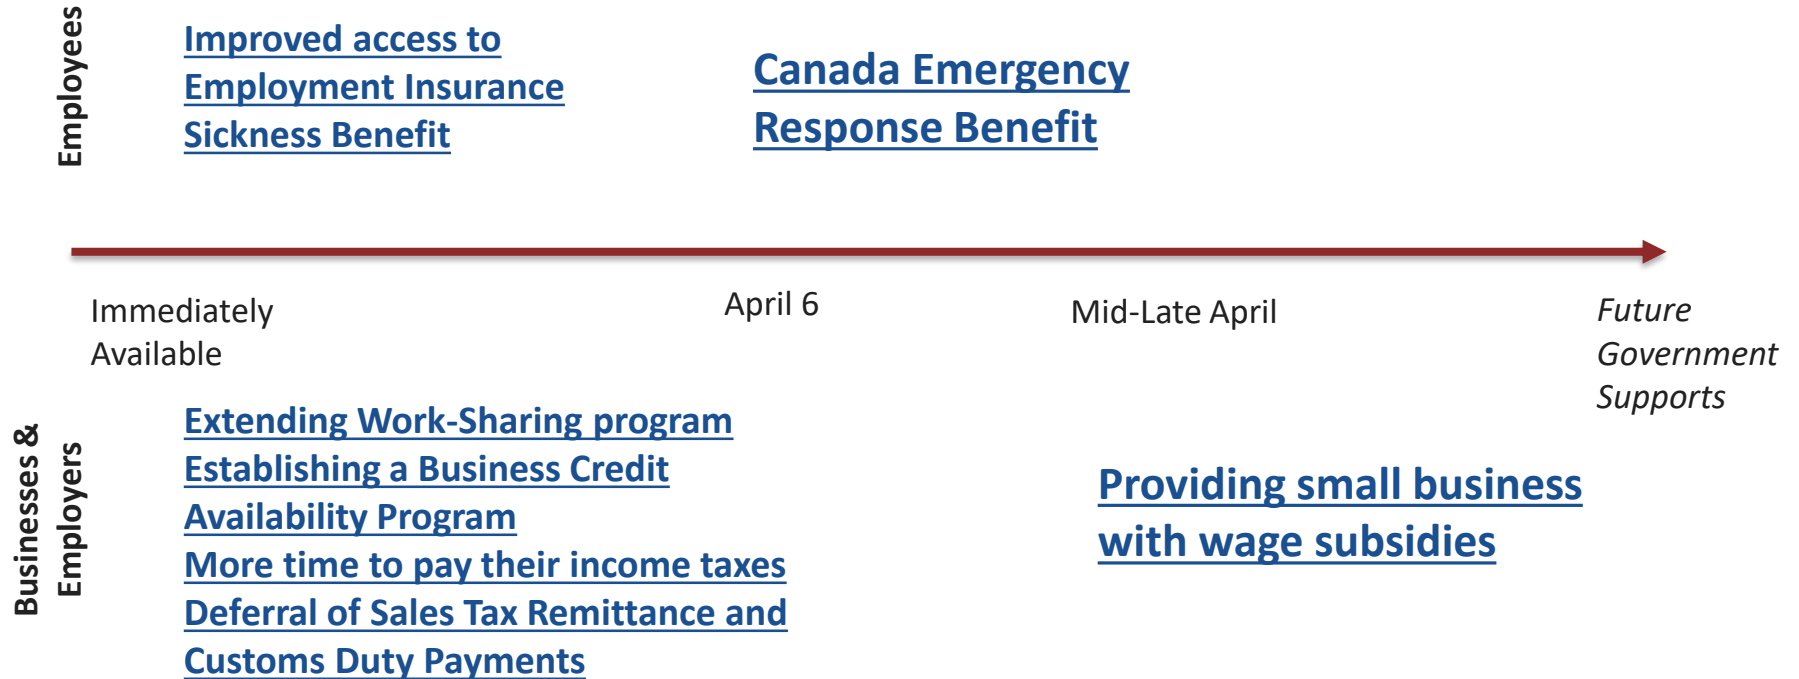 Employees
Improved access to
Employment Insurance
Sickness Benefit
Canada Emergency
Response Benefit
Immediately
Available
April 6
Mid-Late April
Future
Government
Supports
Businesses &
Employers
Extending Work-Sharing program
Establishing a Business Credit
Availability Program
More time to pay their income taxes
Deferral of Sales Tax Remittance and
Customs Duty Payments
Providing small business
with wage subsidies